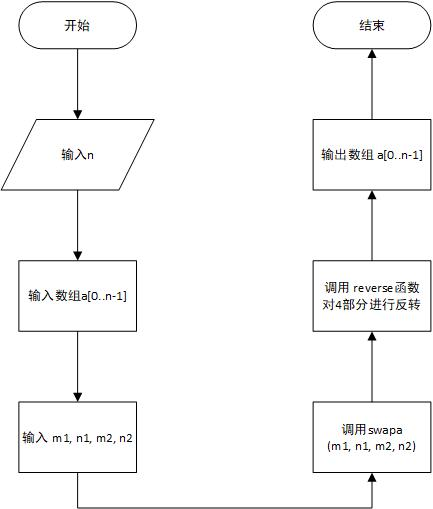 开始
输入n
输入数组a[0..n-1]
输入 m1, n1, m2, n2
调用swapa
(m1, n1, m2, n2)
调用 reverse函数
对4部分进行反转
输出数组 a[0..n-1]
结束